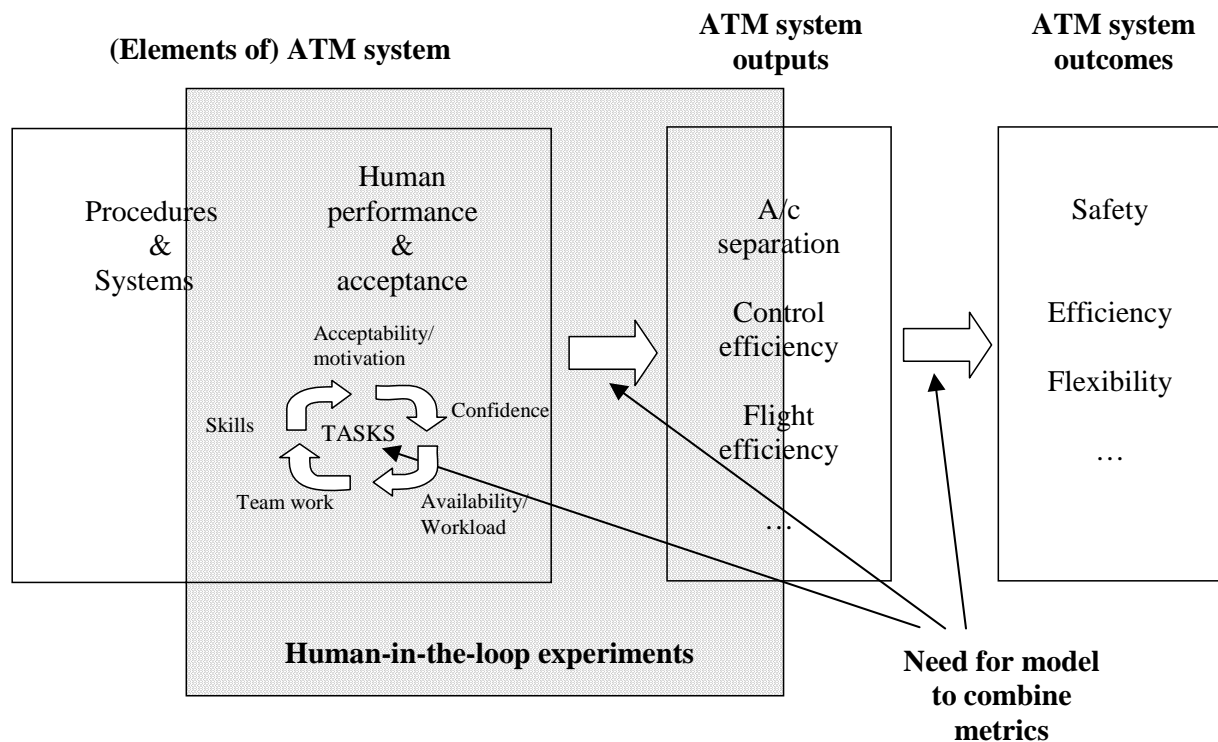 (Elements of) ATM system
ATM system
outputs
ATM system
outcomes
Procedures
&
Systems
Human
performance
&
acceptance
Acceptability/
motivation
Confidence
Skills
TASKS
Team work
Availability/
Workload
A/c
separation
Control
efficiency
Flight
efficiency
…
Safety
Efficiency
Flexibility
…
Human-in-the-loop experiments
Need for model
to combine
metrics